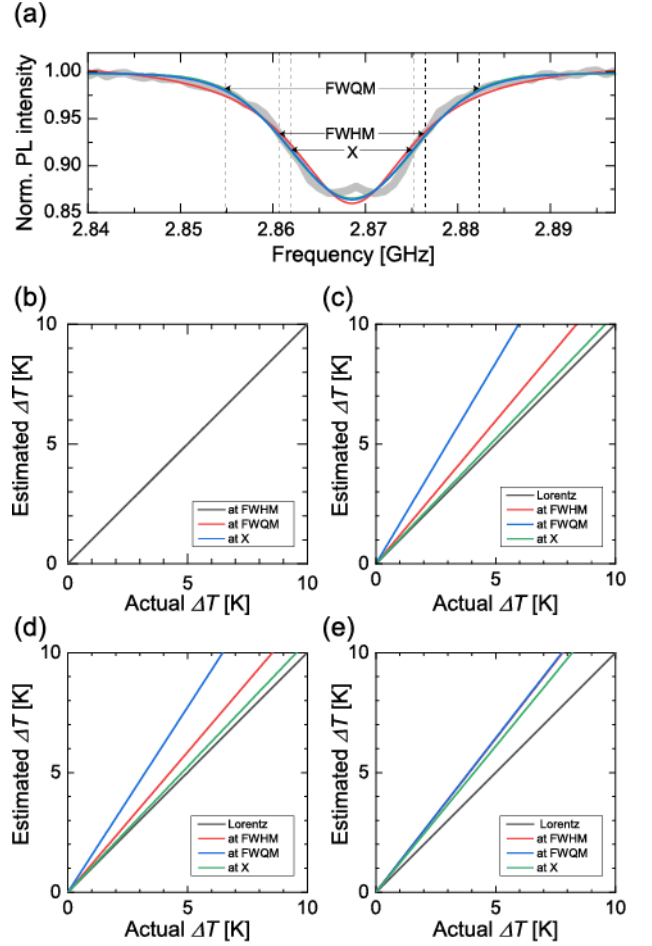 (a)
Norm. PL intensity
1.00
0.95
0.90
0.85
FWQM
FWHM
X
2.84 2.85 2.86 2.87 2.88 2.89
Frequency [GHz]
(b)
Estimated ΔT [K]
10
5
0
at FWHM
at FWQM
at X
0 5 10
Actual ΔT [K]
(c)
Estimated ΔT [K]
10
5
0
Lorentz
at FWHM
at FWQM
at X
0 5 10
Actual ΔT [K]
(d)
Estimated ΔT [K]
10
5
0
Lorentz
at FWHM
at FWQM
at X
0 5 10
Actual ΔT [K]
(e)
Estimated ΔT [K]
10
5
0
Lorentz
at FWHM
at FWQM
at X
0 5 10
Actual ΔT [K]